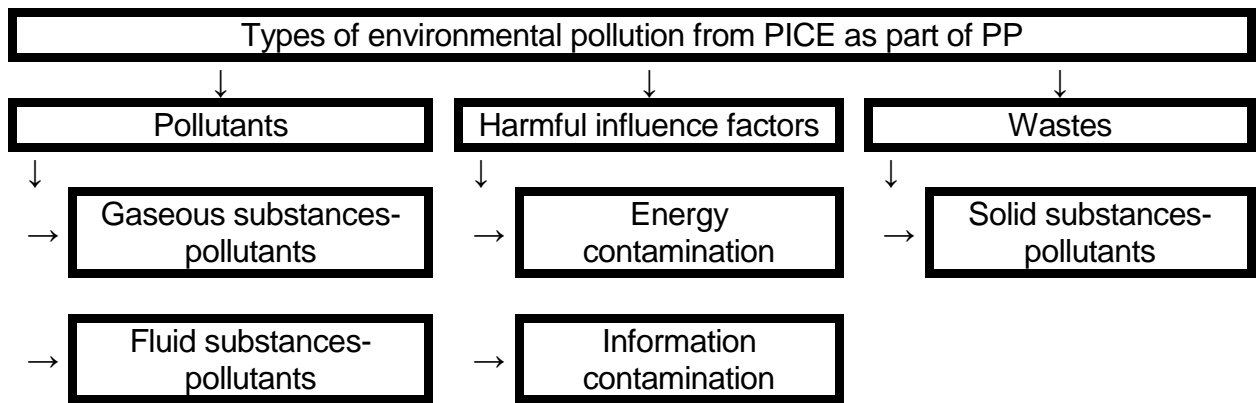 Types of environmental pollution from PICE as part of PP
↓ ↓ ↓
Pollutants
Harmful influence factors
Wastes
↓ ↓ ↓
→ Gaseous substances-
pollutants
→ Energy
contamination
→ Solid substances-
pollutants
→ Fluid substances-
pollutants
→ Information
contamination